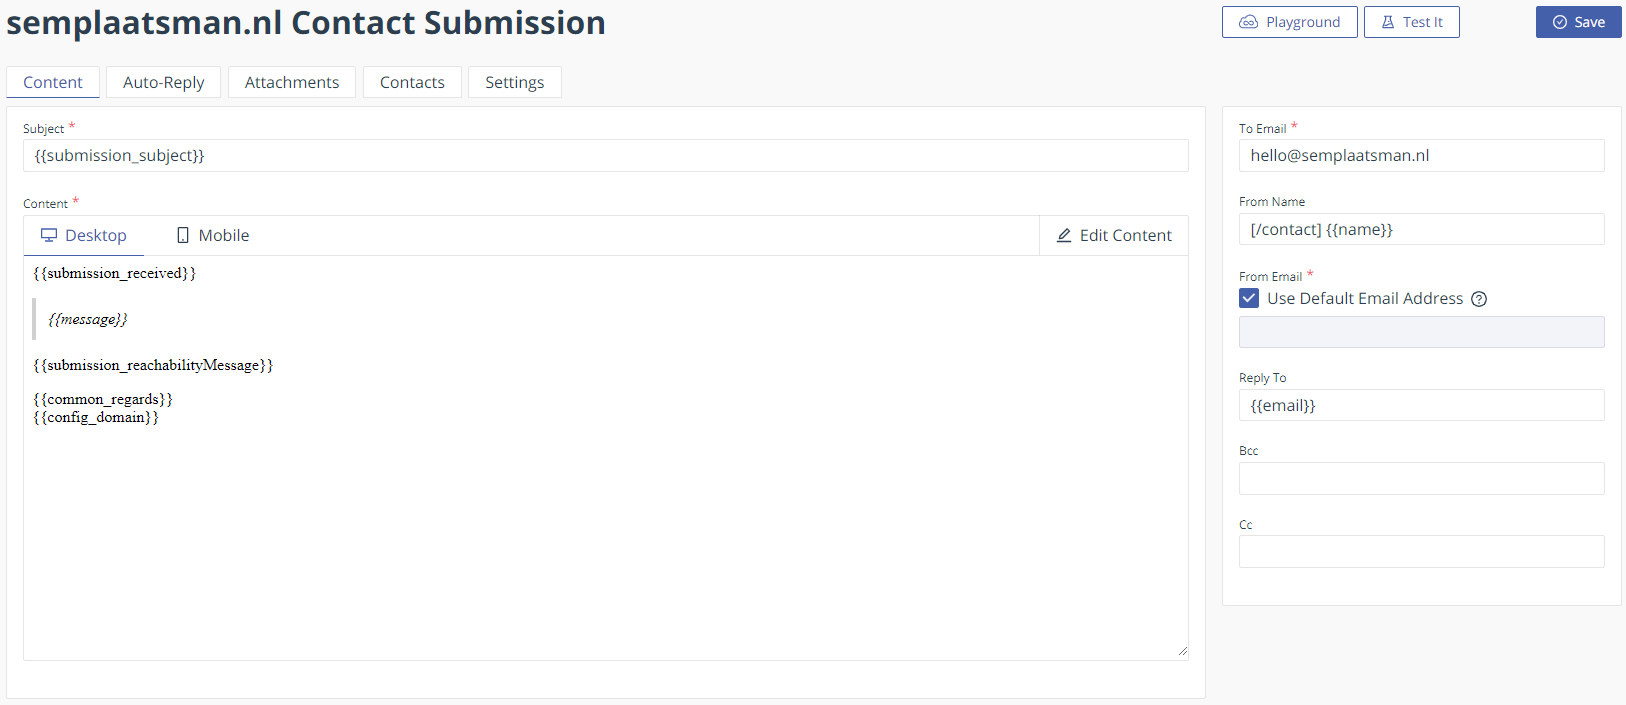 semplaatsman.nl Contact Submission
Playground
Test It
Save
Content
Auto-Reply
Attachments
Contacts
Settings
Subject *
{{submission_subject}}
Content *
Desktop
Mobile
Edit Content
{{submission_received}}
{{message}}
{{submission_reachabilityMessage}}
{{common_regards}}
{{config_domain}}
To Email *
hello@semplaatsman.nl
From Name
[/contact] {{name}}
From Email *
Use Default Email Address
Reply To
{{email}}
Bcc
Cc